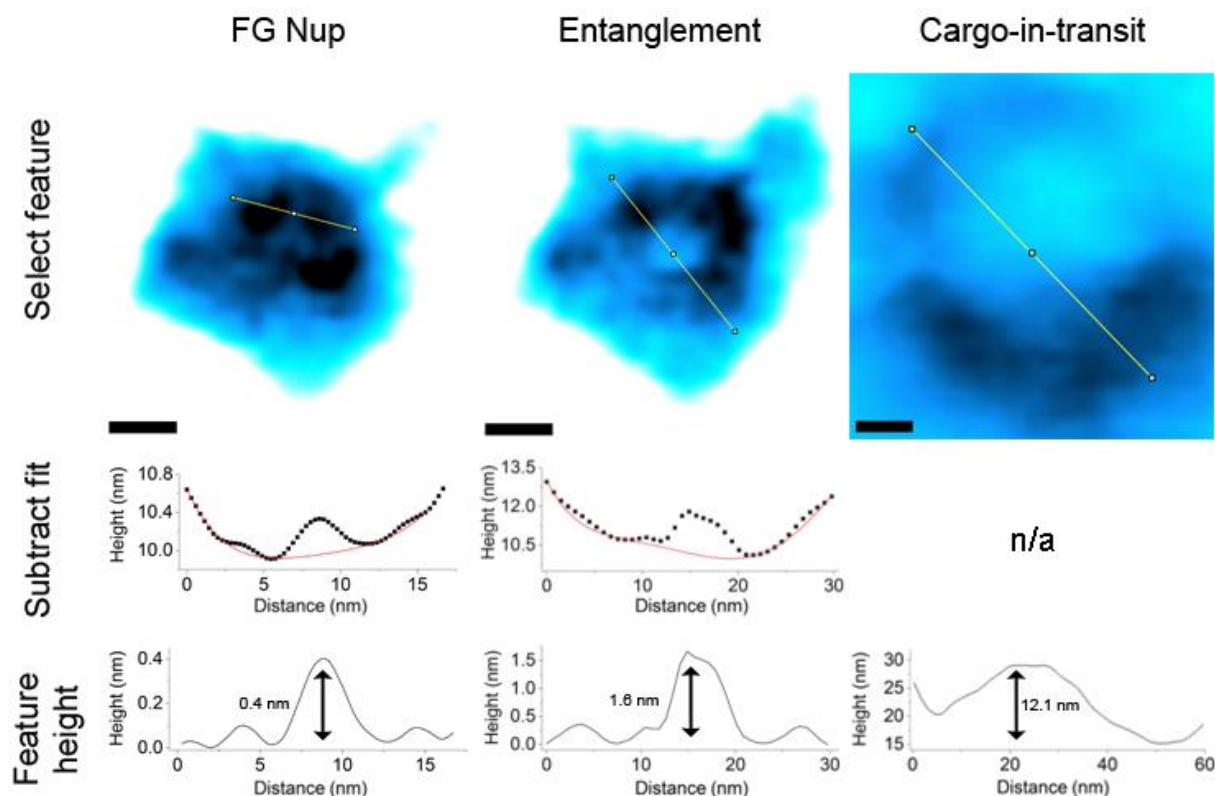 FG Nup
Entanglement
Cargo-in-transit
Select feature
Subtract fit
Height (nm)
10.8
10.4
10.0
0
5
10
15
Distance (nm)
Height (nm)
13.5
12.0
10.5
0
10
20
30
Distance (nm)
n/a
Feature
height
Height (nm)
0.4
0.2
0.0
0.4 nm
0
5
10
15
Distance (nm)
Height (nm)
1.5
1.0
0.5
0.0
1.6 nm
0
10
20
30
Distance (nm)
Height (nm)
30
25
20
15
12.1 nm
0
20
40
60
Distance (nm)